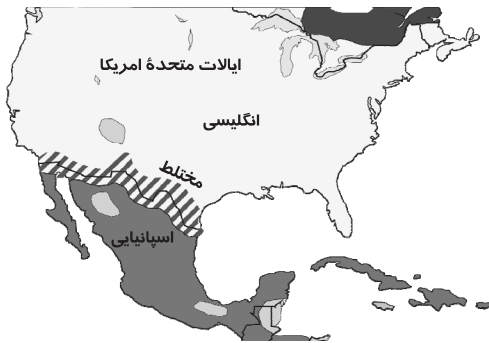 ایالات متحدهٔ امریکا
انگلیسی
مختلط
اسپانیایی